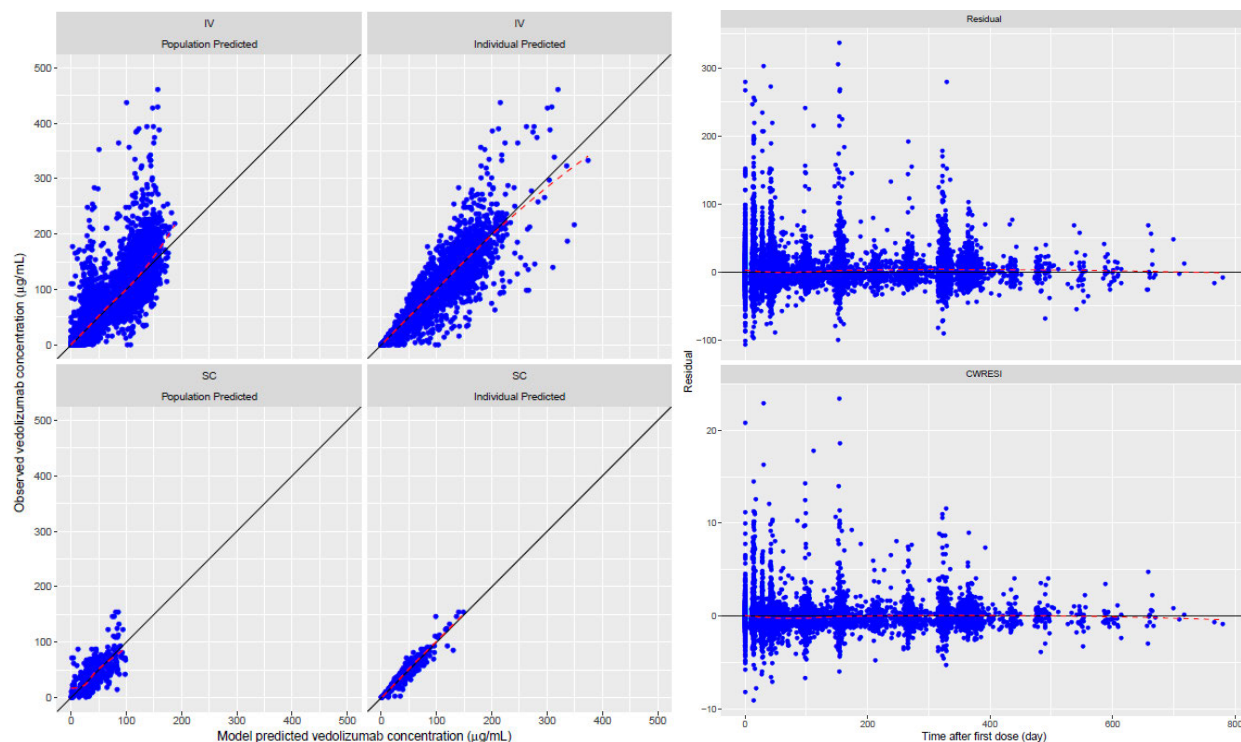 IV
Population Predicted
IV
Individual Predicted
500
400
300
200
100
0
SC
Population Predicted
SC
Individual Predicted
500
400
300
200
100
0
0 100 200 300 400 500
0 100 200 300 400 500
Observed vedolizumab concentration (µg/mL)
Model predicted vedolizumab concentration (µg/mL)
Residual
300
200
100
0
−100
CWRESI
20
10
0
−10
0 200 400 600 800
Residual
Time after first dose (day)